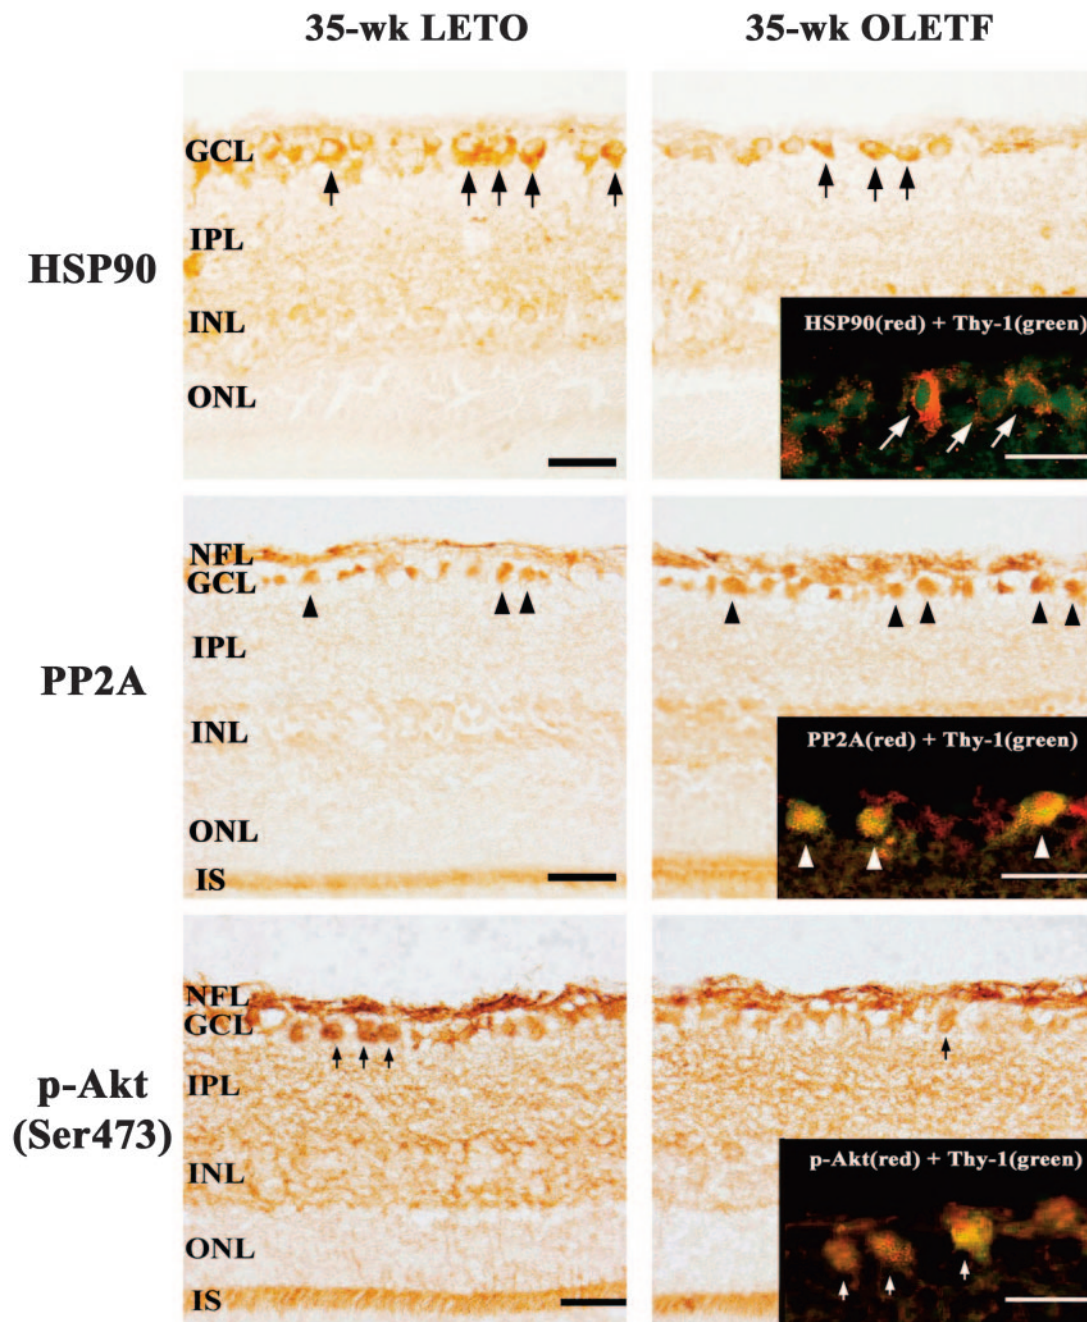 35-wk LETO
35-wk OLETF
HSP90
GCL
IPL
INL
ONL
HSP90(red) + Thy-1(green)
PP2A
NFL
GCL
IPL
INL
ONL
IS
PP2A(red) + Thy-1(green)
p-Akt
(Ser473)
NFL
GCL
IPL
INL
ONL
IS
p-Akt(red) + Thy-1(green)